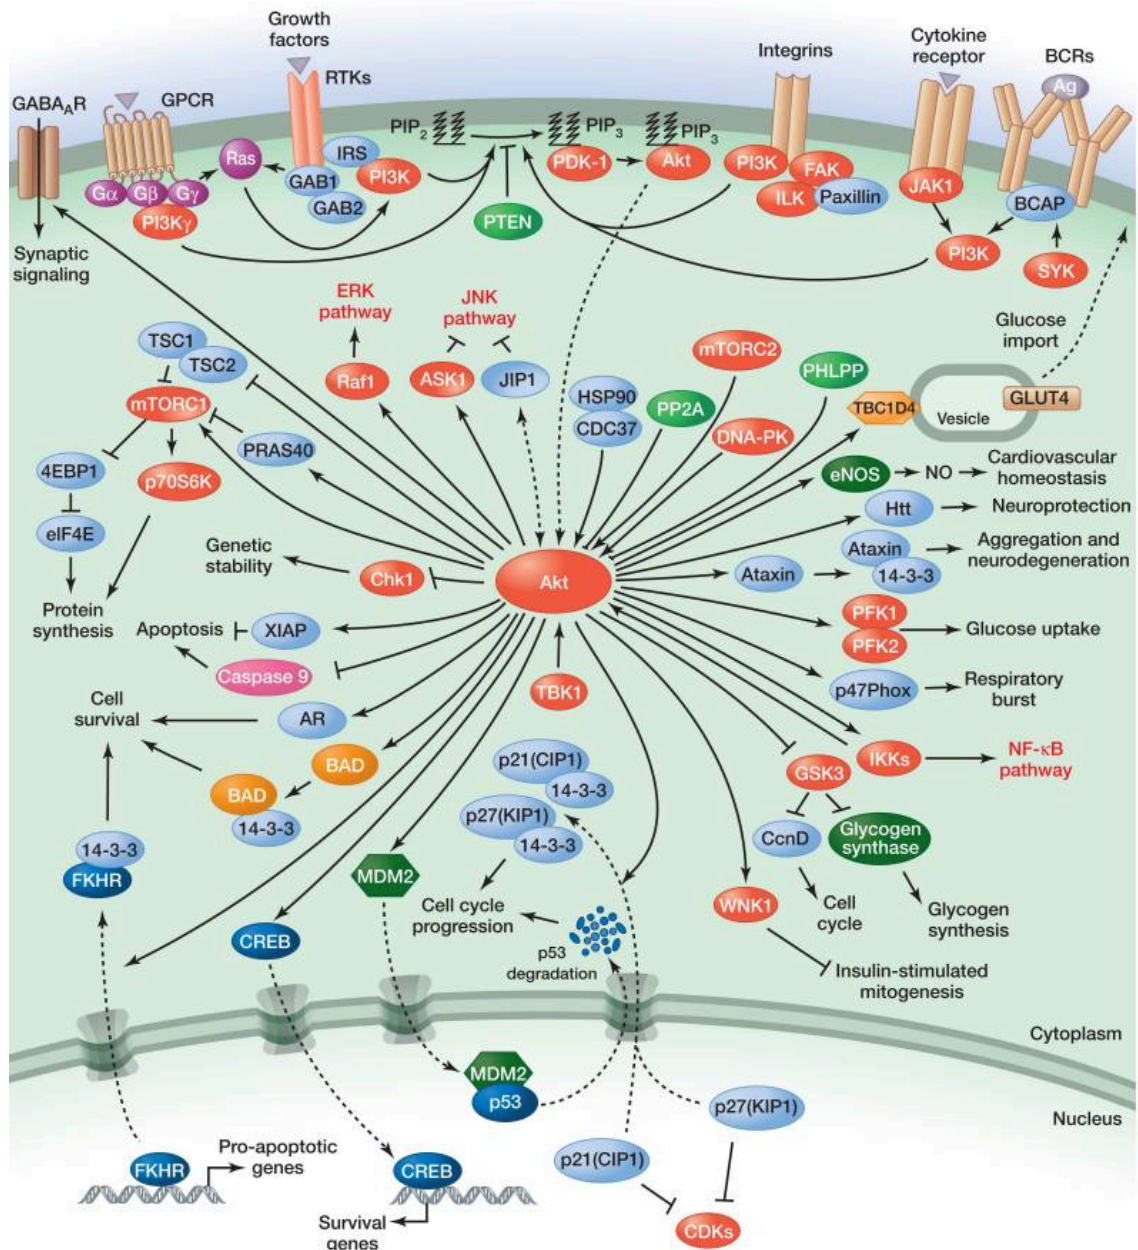 Growth
factors
RTKs
Integrins
Cytokine
receptor
BCRs
Ag
GABAAR
GPCR
PIP2
PIP3
PIP3
IRS
Ras
GAB1
PI3K
GAB2
PDK-1
Akt
PI3K
FAK
ILK
Paxillin
JAK1
BCAP
Gα
Gβ
Gγ
PI3Kγ
PTEN
PI3K
SYK
Synaptic
signaling
ERK
pathway
JNK
pathway
Glucose
import
TSC1
TSC2
Raf1
ASK1
JIP1
mTORC2
PHLPP
HSP90
CDC37
PP2A
DNA-PK
TBC1D4
Vesicle
GLUT4
mTORC1
PRAS40
4EBP1
p70S6K
eIF4E
eNOS
NO
Cardiovascular
homeostasis
Htt
Neuroprotection
Ataxin
Ataxin
14-3-3
Aggregation and
neurodegeneration
Genetic
stability
Chk1
Akt
Protein
synthesis
Apoptosis
XIAP
PFK1
PFK2
Glucose uptake
Caspase 9
TBK1
p47Phox
Respiratory
burst
Cell
survival
AR
BAD
BAD
14-3-3
p21(CIP1)
14-3-3
p27(KIP1)
14-3-3
GSK3
IKKs
NF-κB
pathway
CcnD
Glycogen
synthase
14-3-3
FKHR
MDM2
Cell cycle
progression
WNK1
Cell
cycle
Glycogen
synthesis
CREB
p53
degradation
Insulin-stimulated
mitogenesis
Cytoplasm
MDM2
p53
p27(KIP1)
Nucleus
FKHR
Pro-apoptotic
genes
CREB
p21(CIP1)
Survival
genes
CDKs